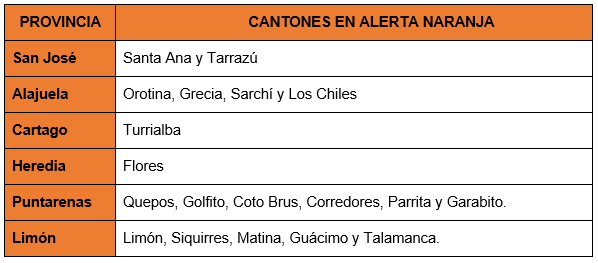 PROVINCIA CANTONES EN ALERTA NARANJA
San José Santa Ana y Tarrazú
Alajuela Orotina, Grecia, Sarchí y Los Chiles
Cartago Turrialba
Heredia Flores
Puntarenas Quepos, Golfito, Coto Brus, Corredores, Parrita y Garabito.
Limón Limón, Siquirres, Matina, Guácimo y Talamanca.